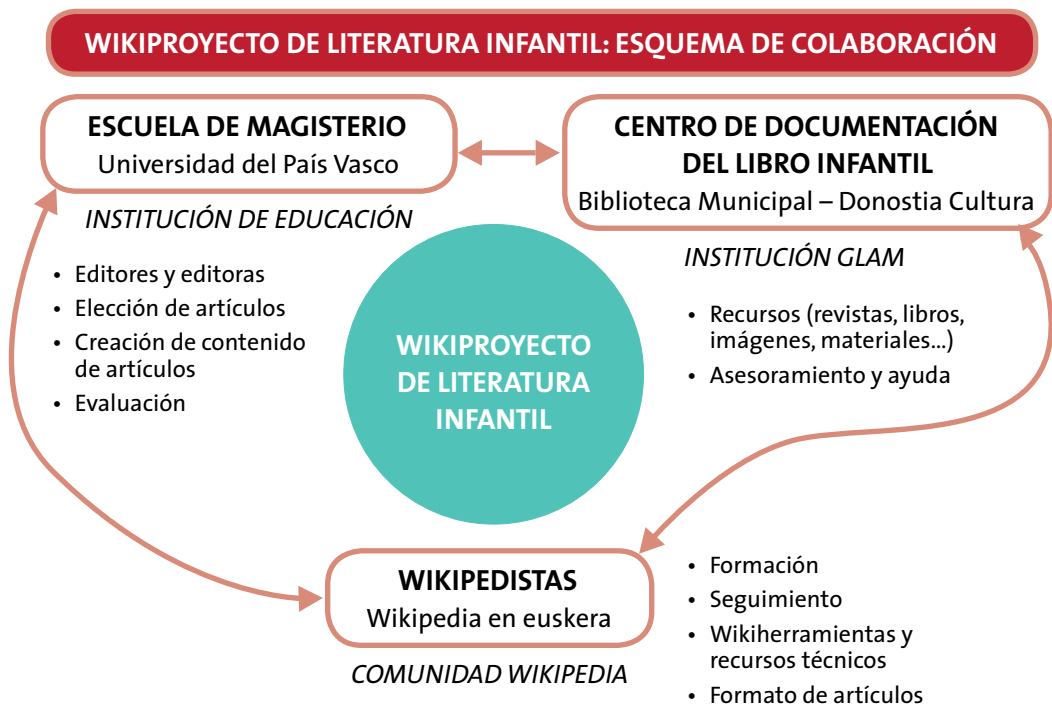 WIKIPROYECTO DE LITERATURA INFANTIL: ESQUEMA DE COLABORACIÓN
ESCUELA DE MAGISTERIO
Universidad del País Vasco
INSTITUCIÓN DE EDUCACIÓN
• Editores y editoras
• Elección de artículos
• Creación de contenido
de artículos
• Evaluación
CENTRO DE DOCUMENTACIÓN
DEL LIBRO INFANTIL
Biblioteca Municipal – Donostia Cultura
INSTITUCIÓN GLAM
• Recursos (revistas, libros,
imágenes, materiales...)
• Asesoramiento y ayuda
WIKIPROYECTO
DE LITERATURA
INFANTIL
WIKIPEDISTAS
Wikipedia en euskera
COMUNIDAD WIKIPEDIA
• Formación
• Seguimiento
• Wikiherramientas y
recursos técnicos
• Formato de artículos